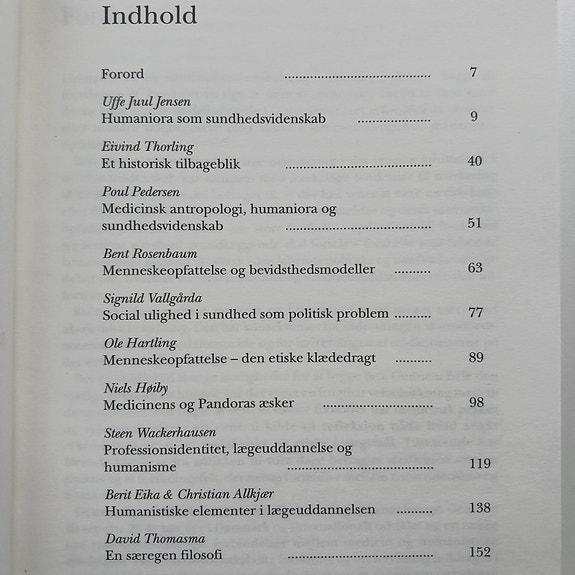 Indhold
Forord ........................................ 7
Uffe Juul Jensen
Humaniora som sundhedsvidenskab .................... 9
Eivind Thorling
Et historisk tilbageblik ........................................ 40
Poul Pedersen
Medicinsk antropologi, humaniora og
sundhedsvidenskab ........................................ 51
Bent Rosenbaum
Menneskeopfattelse og bevidsthedsmodeller .......... 63
Signild Vallgårda
Social ulighed i sundhed som politisk problem .......... 77
Ole Hartling
Menneskeopfattelse – den etiske klædedragt .......... 89
Niels Høiby
Medicinens og Pandoras æsker .............................. 98
Steen Wackerhausen
Professionsidentitet, lægeuddannelse og
humanisme ........................................ 119
Berit Eika & Christian Allkjær
Humanistiske elementer i lægeuddannelsen .......... 138
David Thomasma
En særegen filosofi ........................................ 152